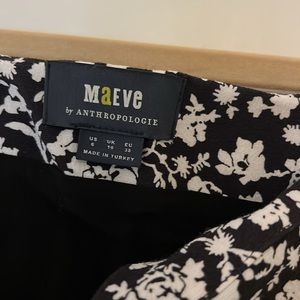 Maeve
by ANTHROPOLOGIE
US UK EU
6 10 38
MADE IN TURKEY